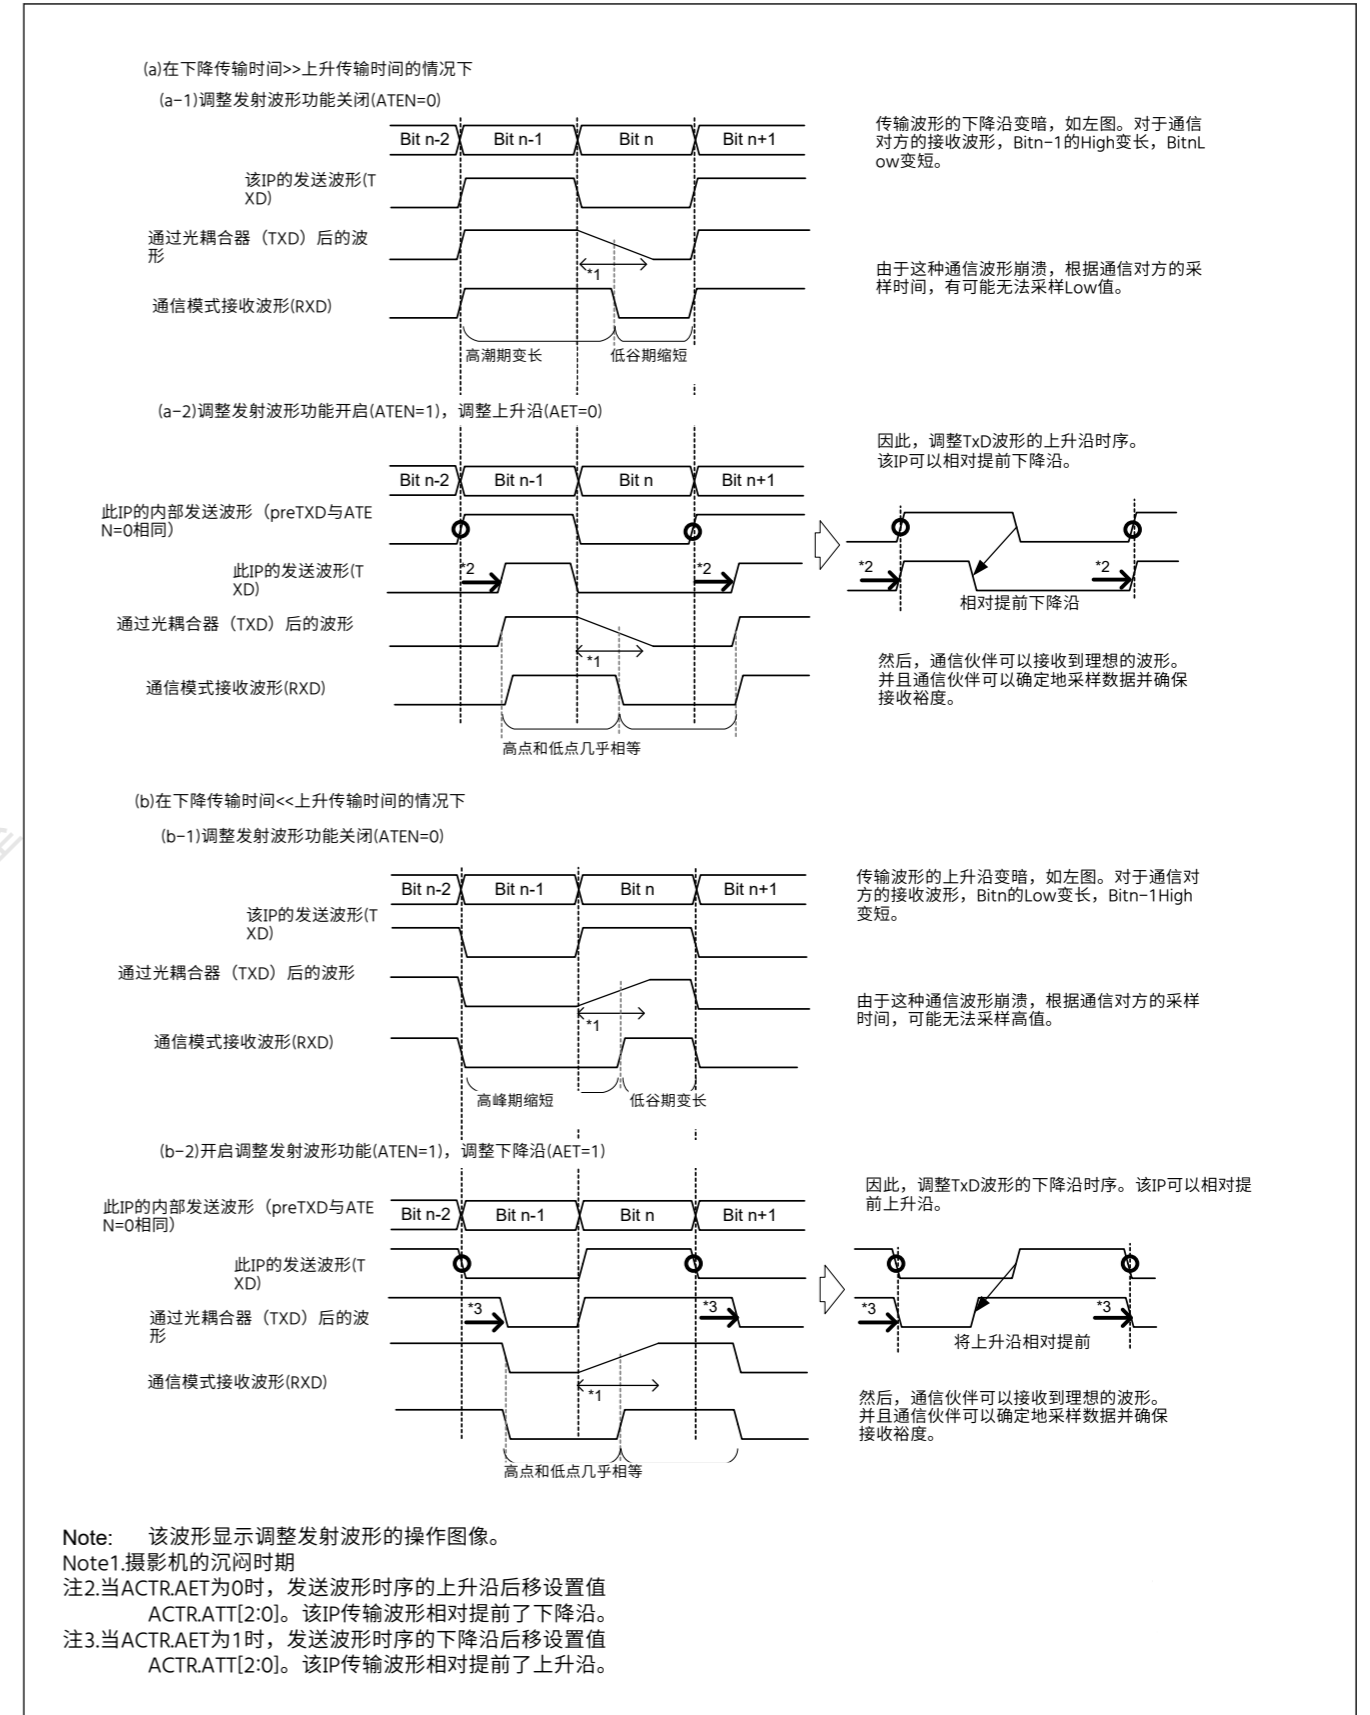 (a)在下降传输时间>>上升传输时间的情况下
(a-1)调整发射波形功能关闭(ATEN=0)
Bit n-2 Bit n-1 Bit n Bit n+1
该IP的发送波形(T
XD)
通过光耦合器（TXD）后的波
形
*1
通信模式接收波形(RXD)
高潮期变长 低谷期缩短
传输波形的下降沿变暗，如左图。对于通信
对方的接收波形，Bitn-1的High变长，BitnL
ow变短。
由于这种通信波形崩溃，根据通信对方的采
样时间，有可能无法采样Low值。
(a-2)调整发射波形功能开启(ATEN=1)，调整上升沿(AET=0)
Bit n-2 Bit n-1 Bit n Bit n+1
此IP的内部发送波形（preTXD与ATE
N=0相同）
此IP的发送波形(T
XD)
*2 *2
通过光耦合器（TXD）后的波形
*1
通信模式接收波形(RXD)
高点和低点几乎相等
因此，调整TxD波形的上升沿时序。
该IP可以相对提前下降沿。
*2 *2
相对提前下降沿
然后，通信伙伴可以接收到理想的波形。
并且通信伙伴可以确定地采样数据并确保
接收裕度。
(b)在下降传输时间<<上升传输时间的情况下
(b-1)调整发射波形功能关闭(ATEN=0)
Bit n-2 Bit n-1 Bit n Bit n+1
该IP的发送波形(T
XD)
通过光耦合器（TXD）后的波形
*1
通信模式接收波形(RXD)
高峰期缩短 低谷期变长
传输波形的上升沿变暗，如左图。对于通信对
方的接收波形，Bitn的Low变长，Bitn-1High
变短。
由于这种通信波形崩溃，根据通信对方的采样
时间，可能无法采样高值。
(b-2)开启调整发射波形功能(ATEN=1)，调整下降沿(AET=1)
此IP的内部发送波形（preTXD与ATE
N=0相同）
Bit n-2 Bit n-1 Bit n Bit n+1
此IP的发送波形(T
XD)
通过光耦合器（TXD）后的波
形
*3 *3
通信模式接收波形(RXD)
*1
高点和低点几乎相等
因此，调整TxD波形的下降沿时序。该IP可以相对提
前上升沿。
*3 *3
将上升沿相对提前
然后，通信伙伴可以接收到理想的波形。
并且通信伙伴可以确定地采样数据并确保
接收裕度。
Note: 该波形显示调整发射波形的操作图像。
Note1.摄影机的沉闷时期
注2.当ACTR.AET为0时，发送波形时序的上升沿后移设置值
ACTR.ATT[2:0]。该IP传输波形相对提前了下降沿。
注3.当ACTR.AET为1时，发送波形时序的下降沿后移设置值
ACTR.ATT[2:0]。该IP传输波形相对提前了上升沿。